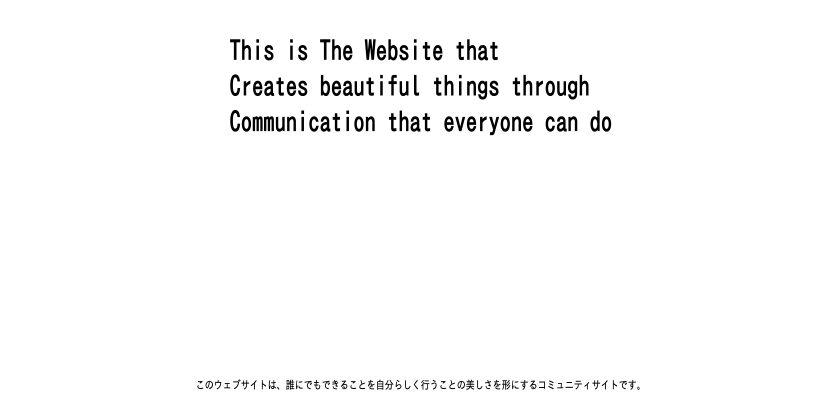 This is The Website that
Creates beautiful things through
Communication that everyone can do
このウェブサイトは、誰にでもできることを自分らしく行うことの美しさを形にするコミュニティサイトです。